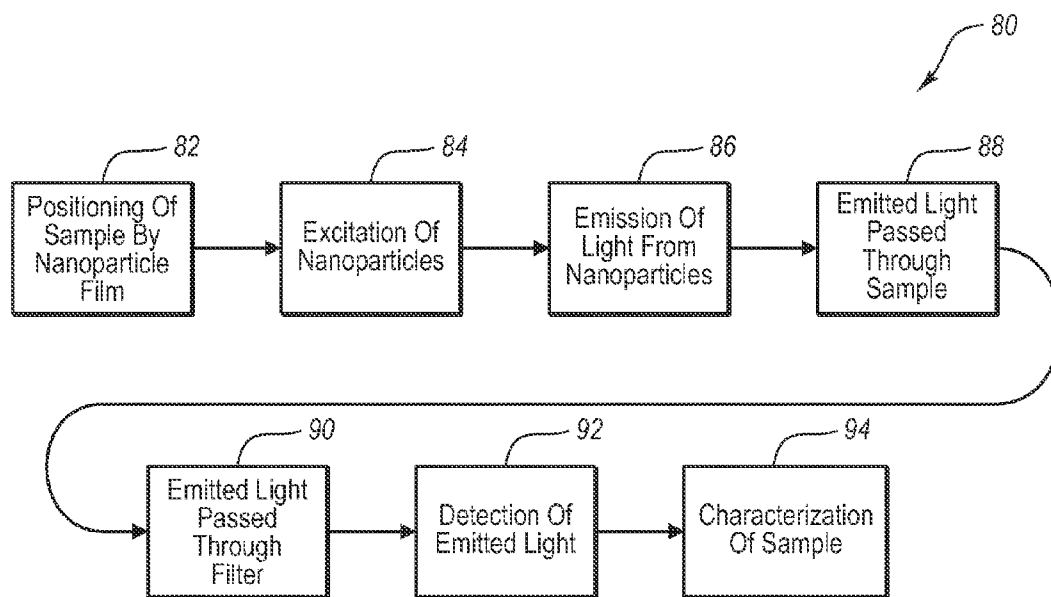 80
82
Positioning Of
Sample By
Nanoparticle
Film
84
Excitation Of
Nanoparticles
86
Emission Of
Light From
Nanoparticles
88
Emitted Light
Passed
Through
Sample
90
Emitted Light
Passed
Through
Filter
92
Detection Of
Emitted Light
94
Characterization
Of Sample